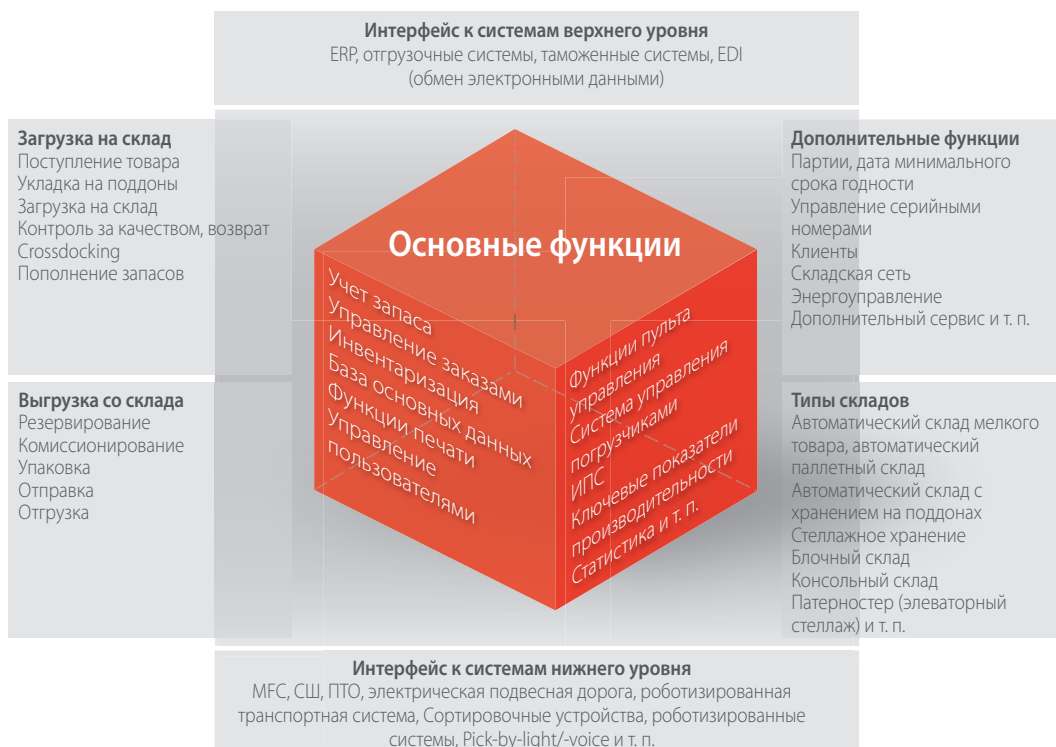 Интерфейс к системам верхнего уровня
ERP, отгрузочные системы, таможенные системы, EDI
(обмен электронными данными)
Загрузка на склад
Поступление товара
Укладка на поддоны
Загрузка на склад
Контроль за качеством, возврат
Crossdocking
Пополнение запасов
Дополнительные функции
Партии, дата минимального
срока годности
Управление серийными
номерами
Клиенты
Складская сеть
Энергоуправление
Дополнительный сервис и т. п.
Основные функции
Учет запаса
Управление заказами
Инвентаризация
База основных данных
Функции печати
Управление
пользователями
Функции пульта
управления
Система управления
погрузчиками
ИПС
Ключевые показатели
производительности
Статистика и т. п.
Выгрузка со склада
Резервирование
Комиссионирование
Упаковка
Отправка
Отгрузка
Типы складов
Автоматический склад мелкого
товара, автоматический
паллетный склад
Автоматический склад с
хранением на поддонах
Стеллажное хранение
Блочный склад
Консольный склад
Патерностер (элеваторный
стеллаж) и т. п.
Интерфейс к системам нижнего уровня
MFC, СШ, ПТО, электрическая подвесная дорога, роботизированная
транспортная система, Сортировочные устройства, роботизированные
системы, Pick-by-light/-voice и т. п.